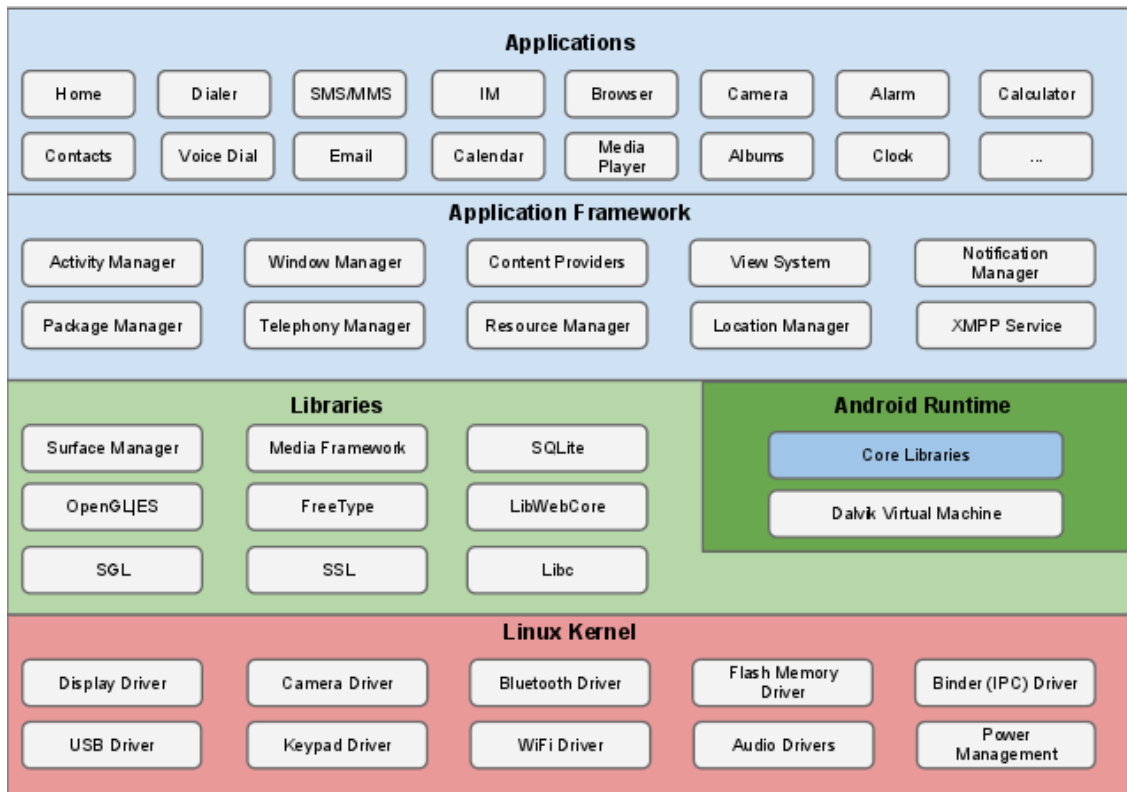 Applications
Home Dialer SMS/MMS IM Browser Camera Alarm Calculator
Contacts Voice Dial Email Calendar Media Player Albums Clock ...
Application Framework
Activity Manager Window Manager Content Providers View System Notification Manager
Package Manager Telephony Manager Resource Manager Location Manager XMPP Service
Libraries
Surface Manager Media Framework SQLite
OpenGL|ES FreeType LibWebCore
SGL SSL Libc
Android Runtime
Core Libraries
Dalvik Virtual Machine
Linux Kernel
Display Driver Camera Driver Bluetooth Driver Flash Memory Driver Binder (IPC) Driver
USB Driver Keypad Driver WiFi Driver Audio Drivers Power Management